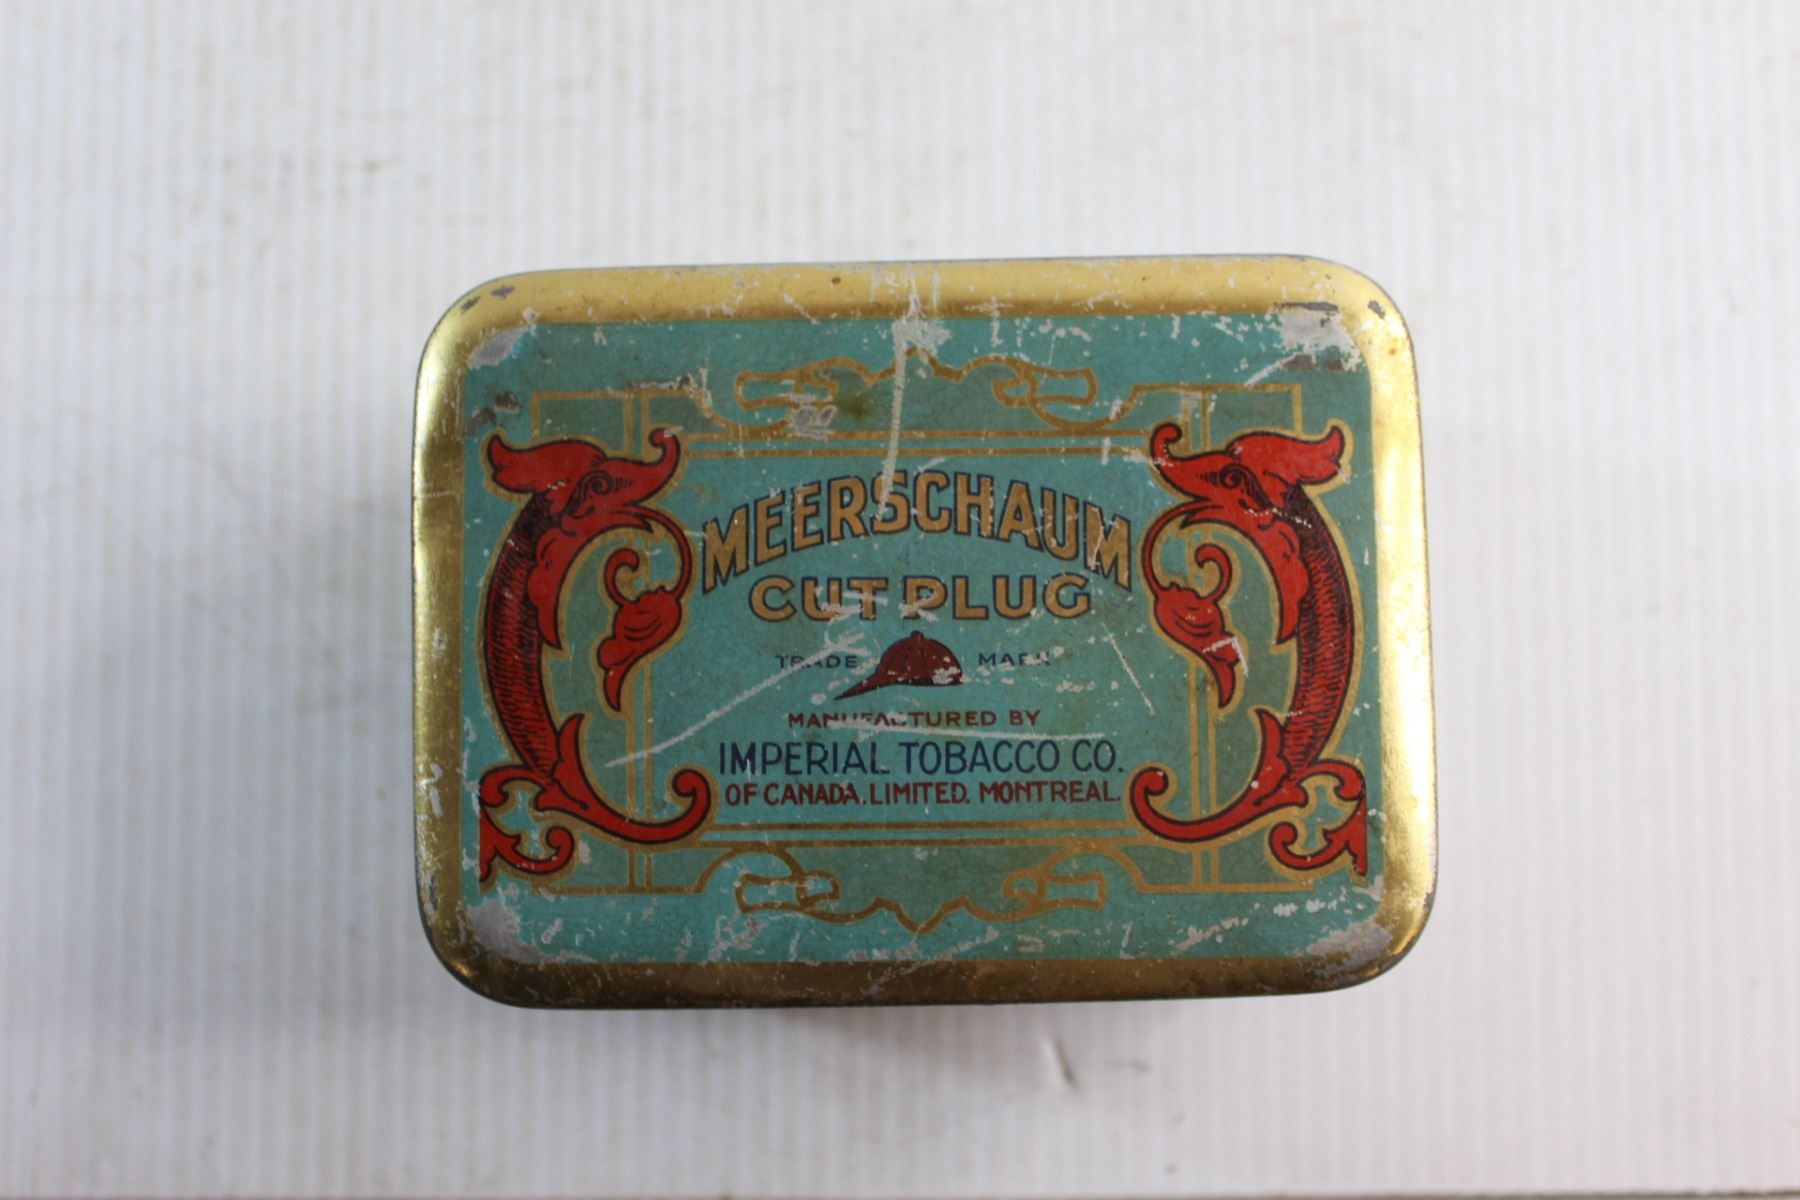 MEERSCHAUM
CUT PLUG
TRADE MARK
MANUFACTURED BY
IMPERIAL TOBACCO CO.
OF CANADA, LIMITED. MONTREAL.